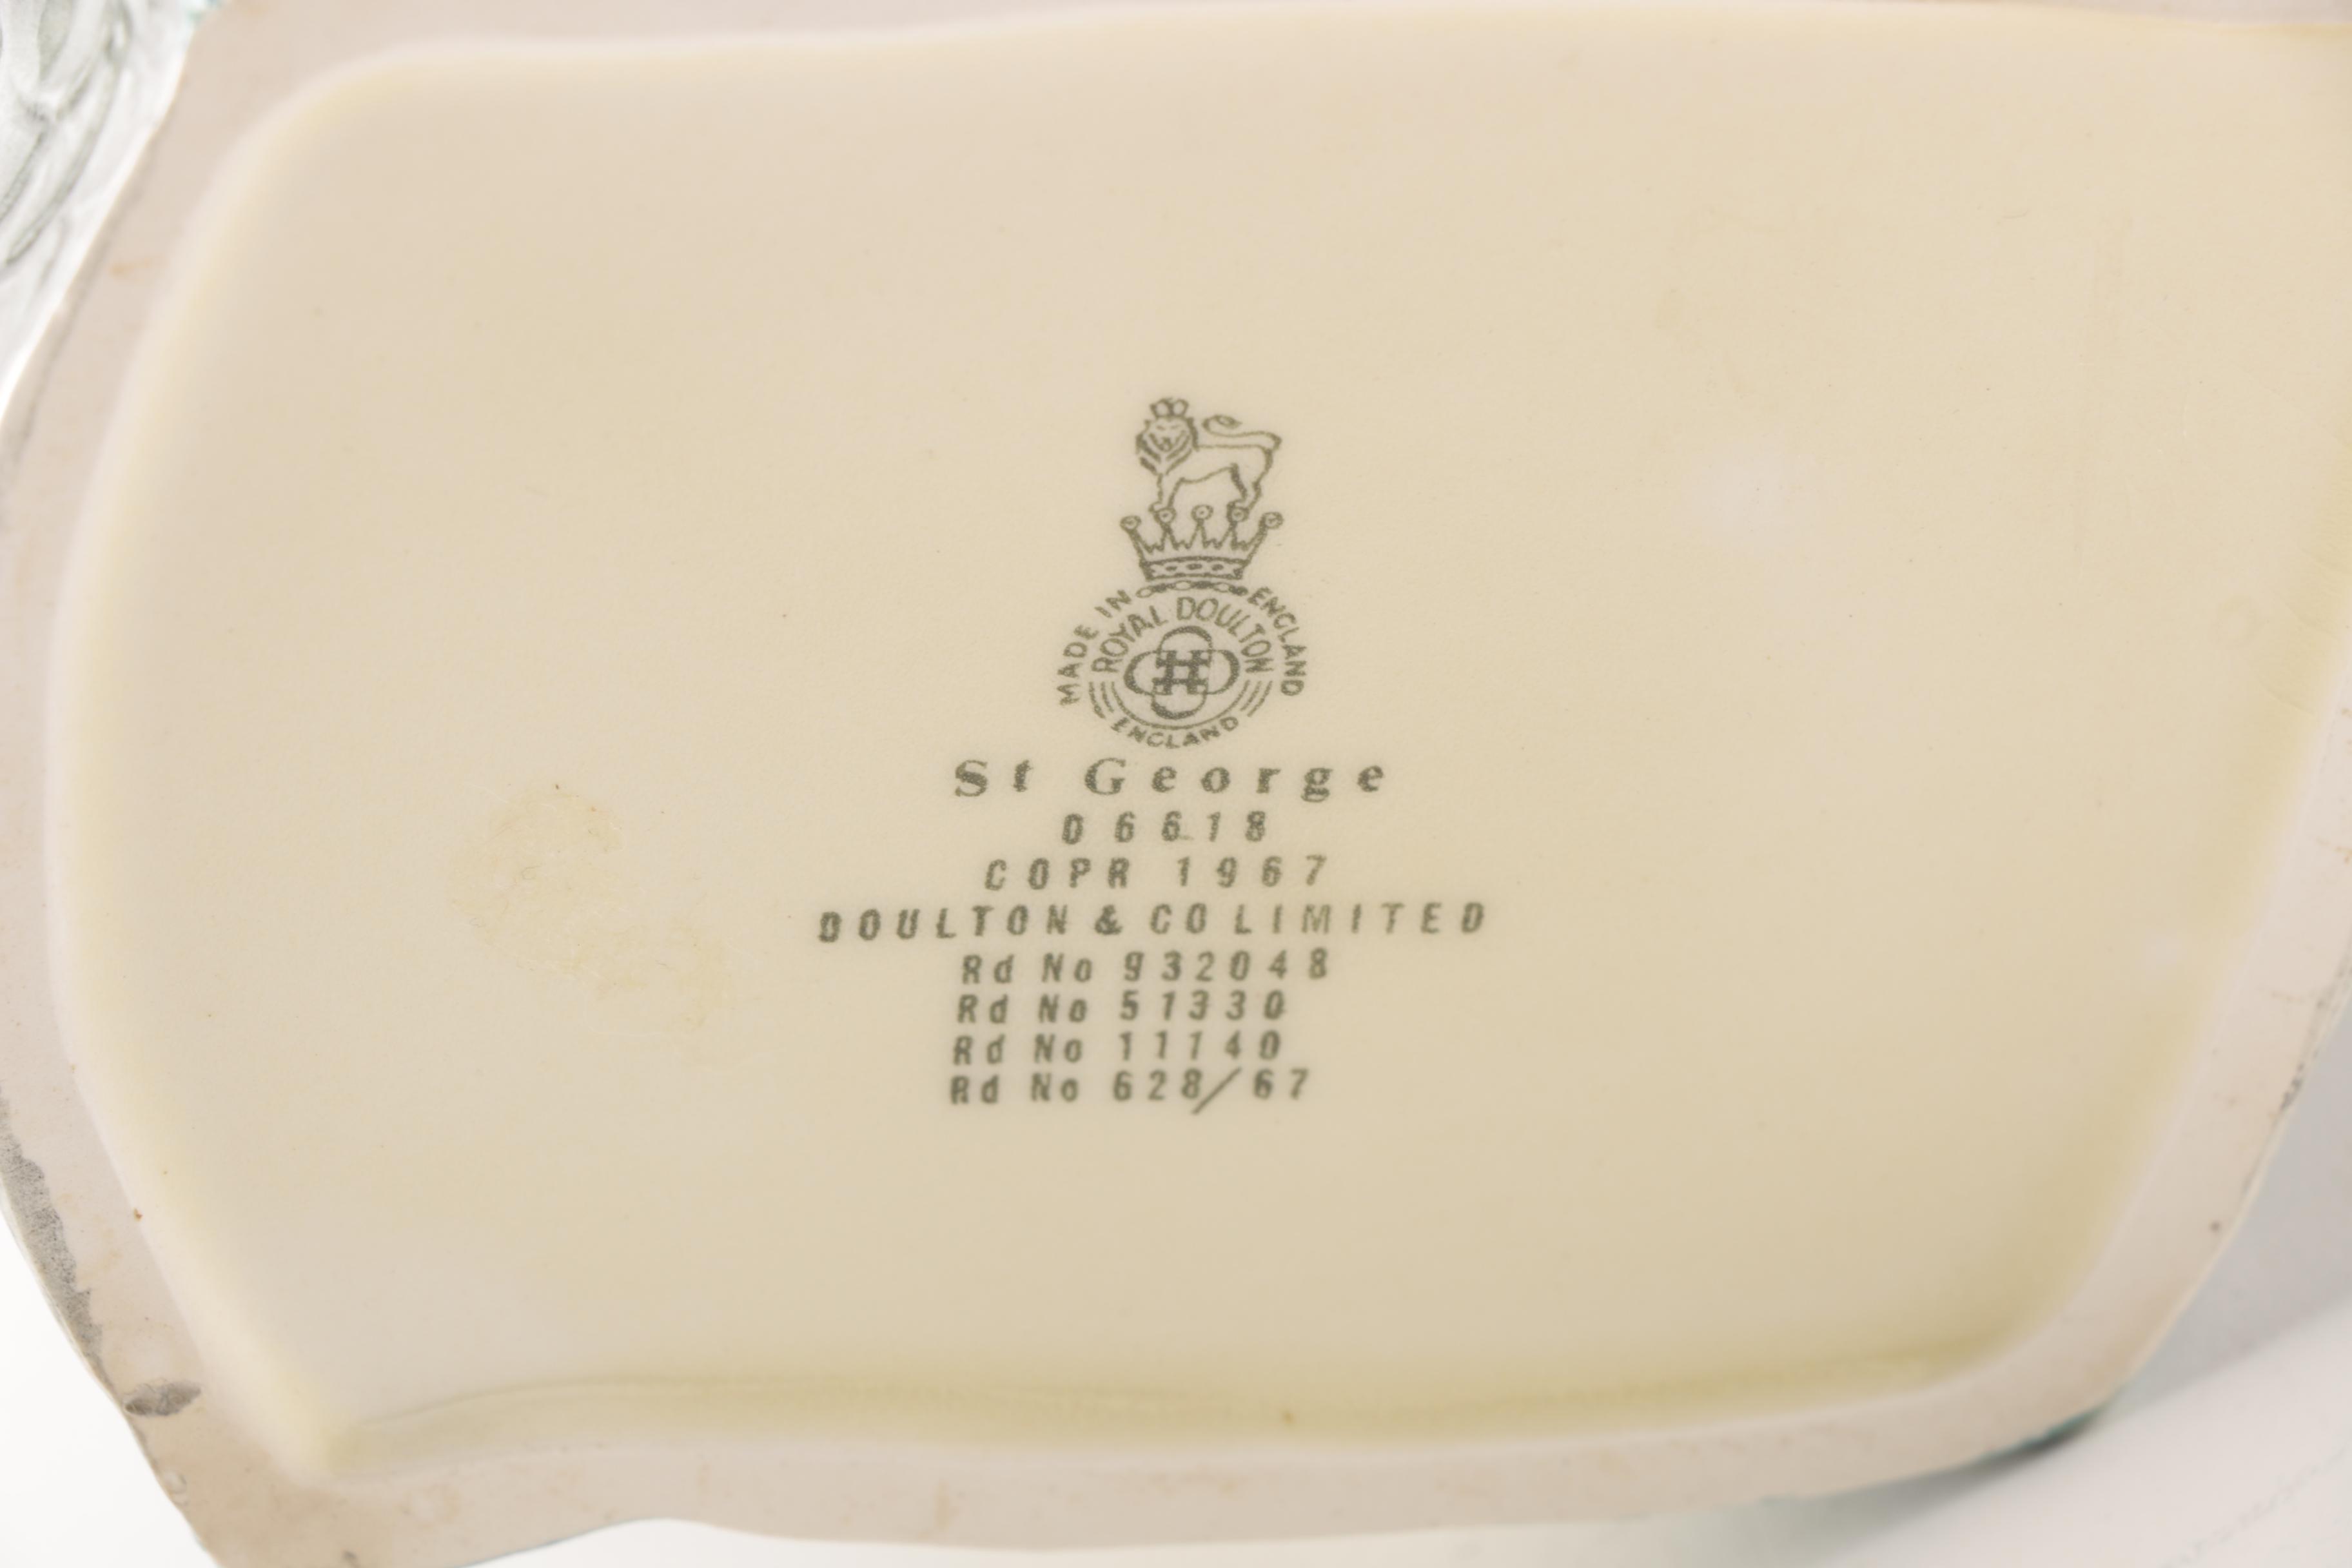 MADE IN ENGLAND
ROYAL DOULTON
ENGLAND
St George
D 6618
COPR 1967
DOULTON & CO LIMITED
Rd No 932048
Rd No 51330
Rd No 11140
Rd No 628/67